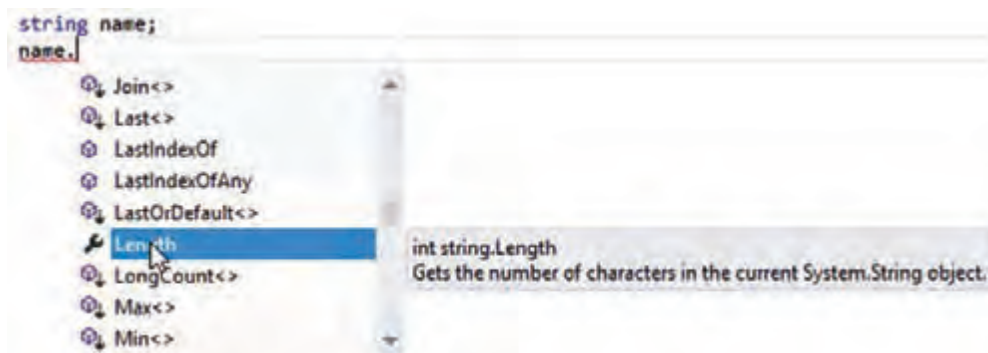 string name;
name.
Join<>
Last<>
LastIndexOf
LastIndexOfAny
LastOrDefault<>
Length
int string.Length
Gets the number of characters in the current System.String object.
LongCount<>
Max<>
Min<>